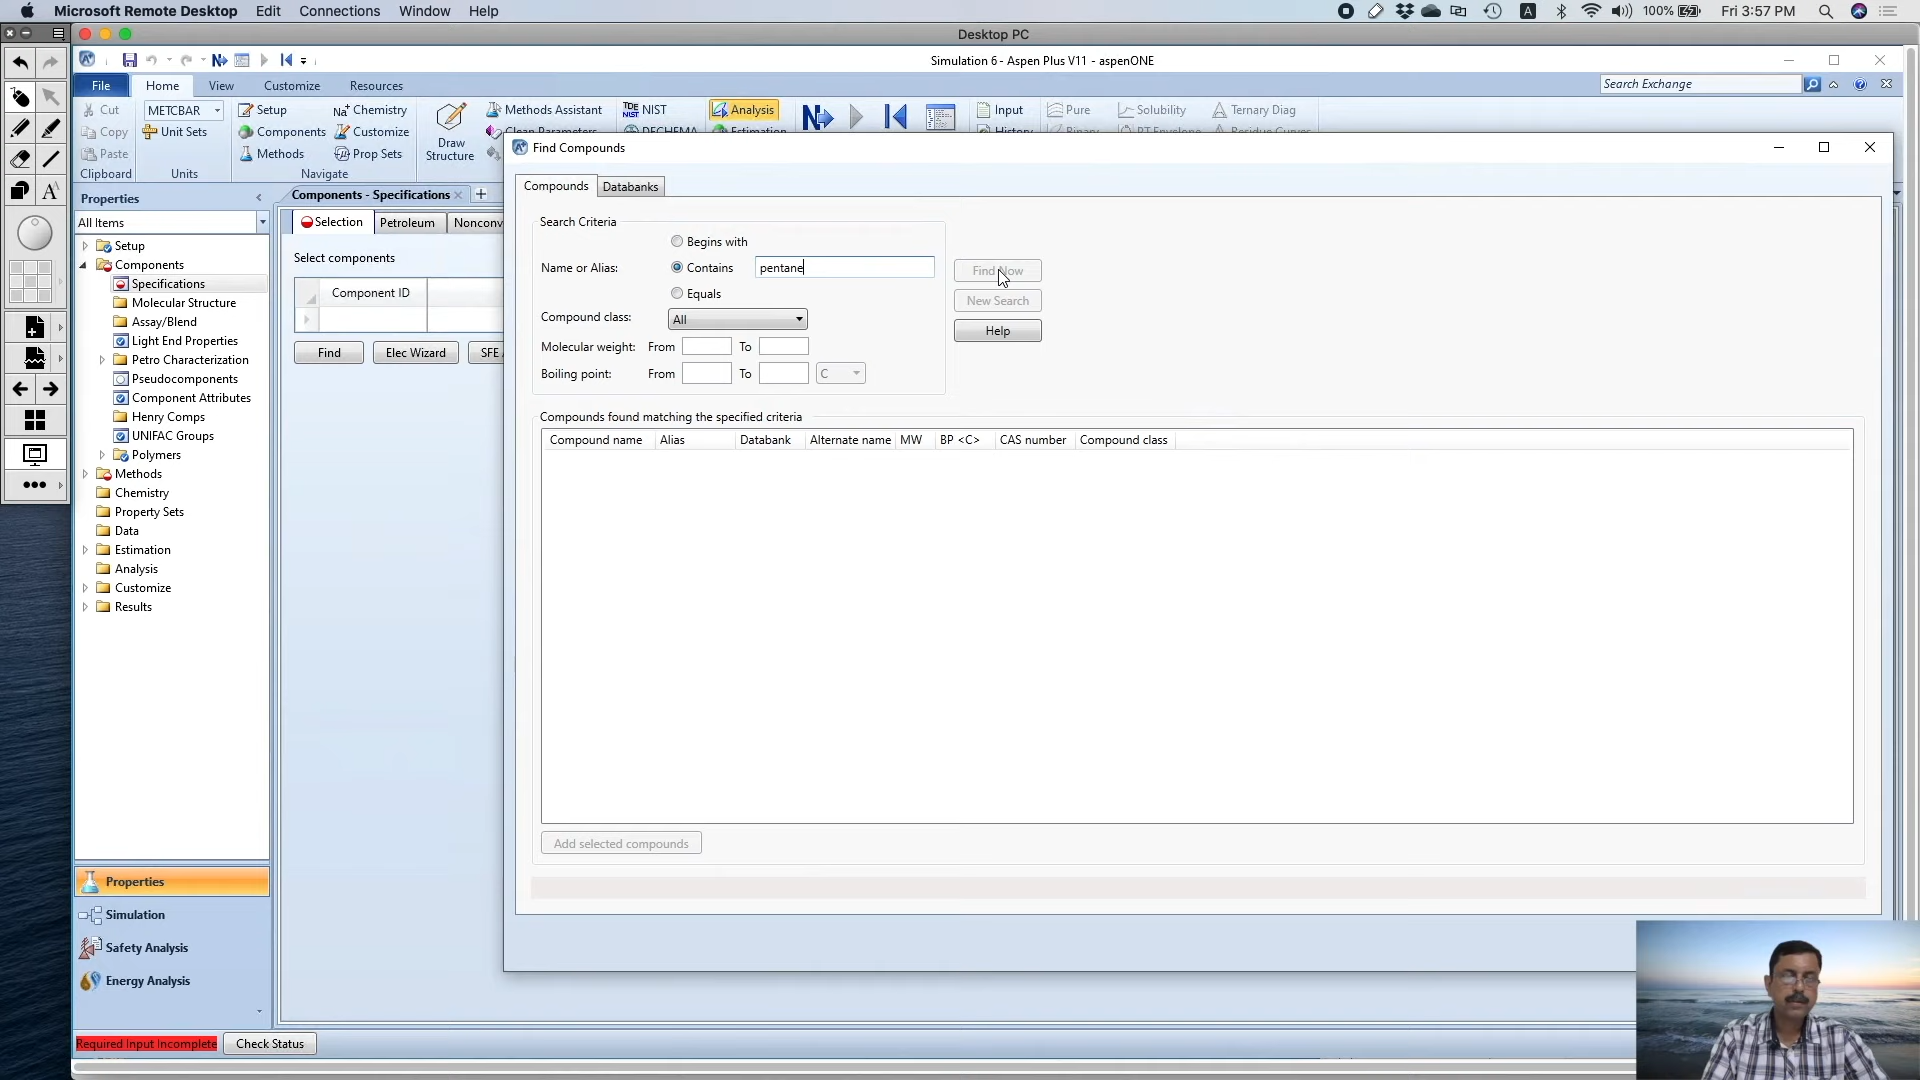 Microsoft Remote Desktop Edit Connections Window Help
100% Fri 3:57 PM
Desktop PC
Simulation 6 - Aspen Plus V11 - aspenONE
File Home View Customize Resources
Search Exchange
Cut METCBAR Setup Chemistry Methods Assistant NIST Analysis Input Pure Solubility Ternary Diag
Copy Unit Sets Components Customize
Paste Methods Prop Sets Draw Structure
Clipboard Units Navigate
Find Compounds
Properties
Components - Specifications
All Items
Selection Petroleum Nonconv
Select components
Component ID
Find Elec Wizard SFE
Setup
Components
Specifications
Molecular Structure
Assay/Blend
Light End Properties
Petro Characterization
Pseudocomponents
Component Attributes
Henry Comps
UNIFAC Groups
Polymers
Methods
Chemistry
Property Sets
Data
Estimation
Analysis
Customize
Results
Properties
Simulation
Safety Analysis
Energy Analysis
Required Input Incomplete Check Status
Compounds Databanks
Search Criteria
Begins with
Name or Alias: Contains pentane
Equals
Compound class: All
Molecular weight: From To
Boiling point: From To C
Find Now
New Search
Help
Compounds found matching the specified criteria
Compound name Alias Databank Alternate name MW BP <C> CAS number Compound class
Add selected compounds